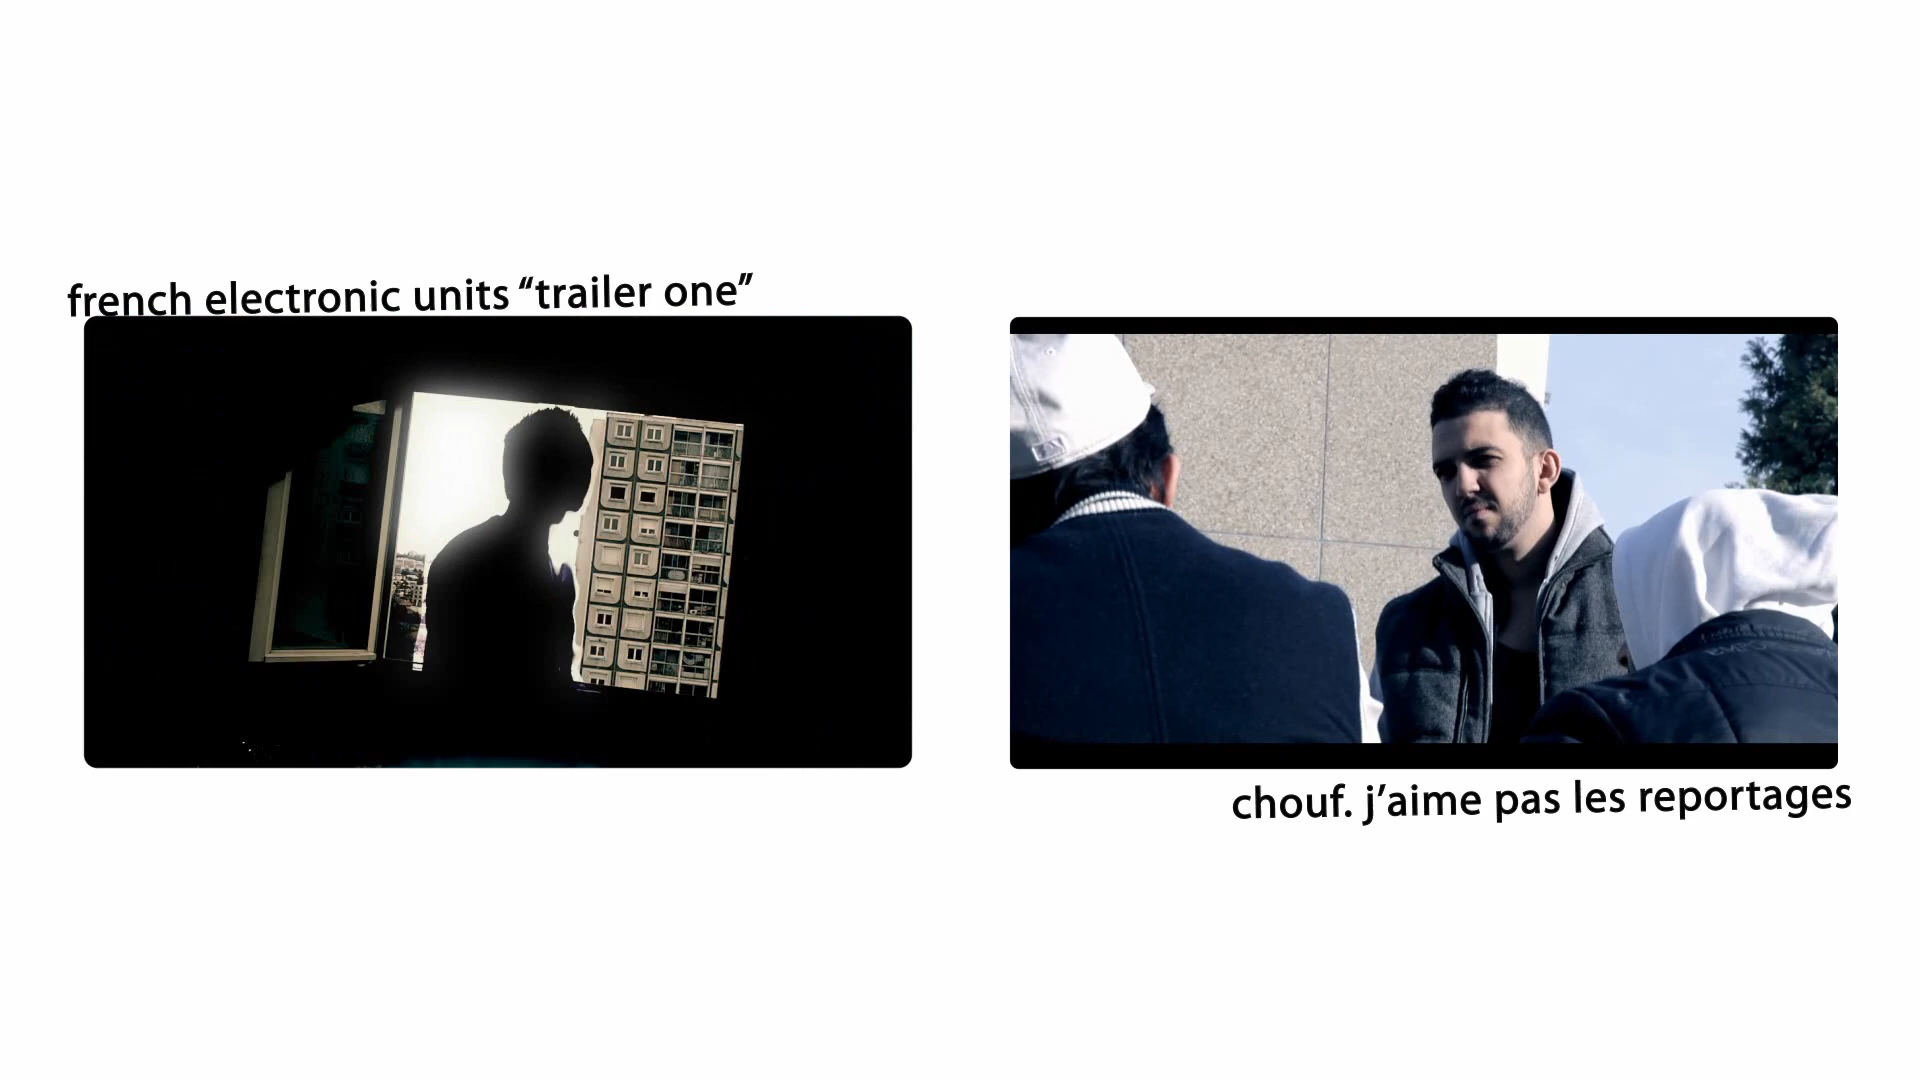 french electronic units “trailer one”
chouf. j’aime pas les reportages